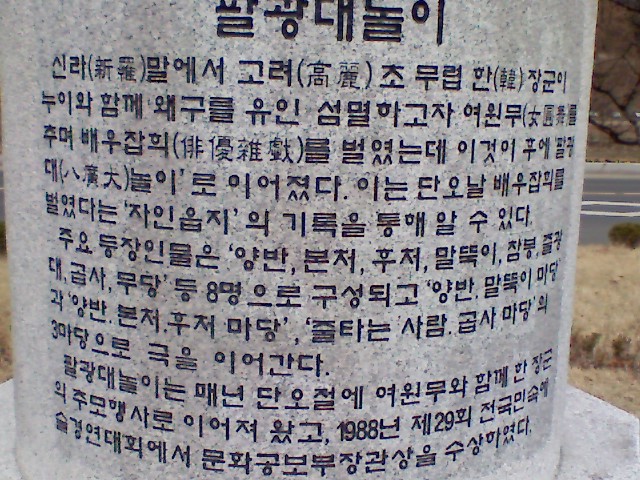 팔광대놀이
신라(新羅)말에서 고려(高麗)초 무렵 한(韓)장군이
누이와 함께 왜구를 유인 섬멸하고자 여원무(女圓舞)를
추며 배우잡희(俳優雜戱)를 벌였는데 이것이 후에 '팔광
대(八廣大)놀이'로 이어졌다. 이는 단오날 배우잡희를
벌였다는 '자인읍지'의 기록을 통해 알 수 있다.
주요 등장인물은 '양반, 본처, 후처, 말뚝이, 참봉, 줄광
대, 곱사, 무당' 등 8명으로 구성되고 '양반, 말뚝이 마당
과 '양반, 본처, 후처 마당', '줄타는 사람. 곱사 마당'의
3마당으로 극을 이어간다.
팔광대놀이는 매년 단오절에 여원무와 함께 한 장군
의 추모행사로 이어져 왔고, 1988년 제29회 전국민속예
술경연대회에서 문화공보부장관상을 수상하였다.